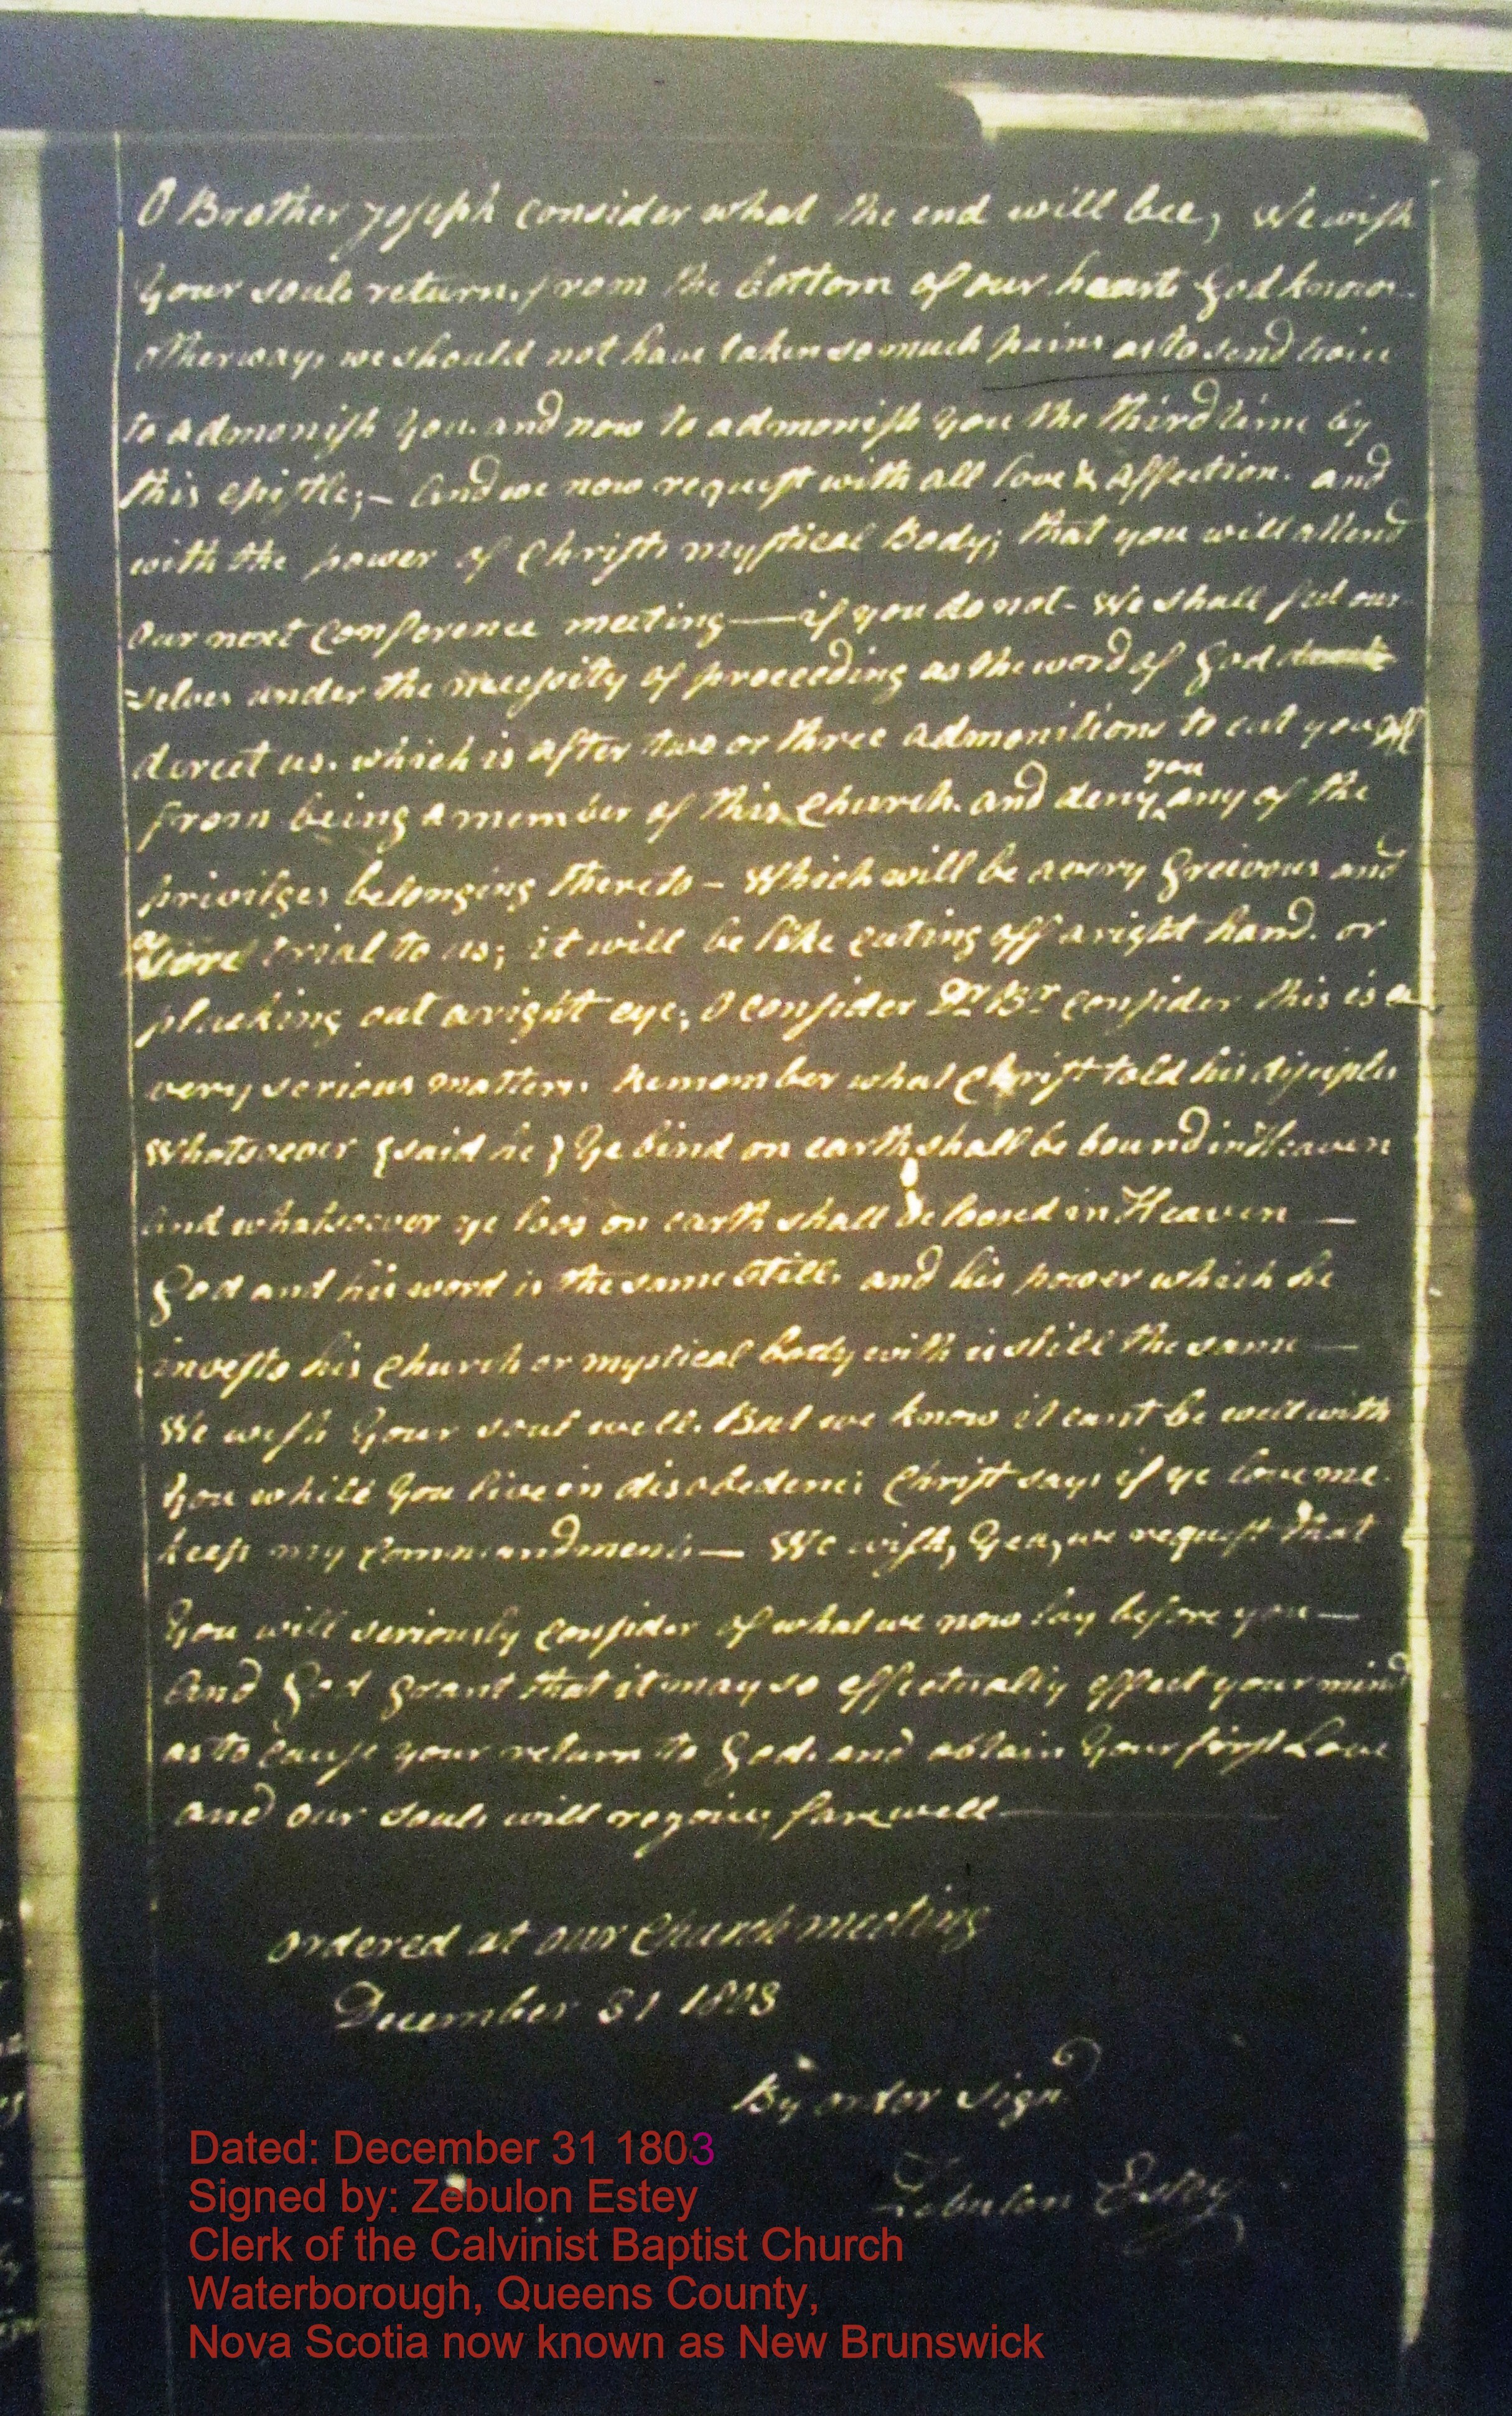 O Brother Joseph consider what the end will bee, We wish
Your souls return, from the bottom of our hearts God knows
otherways we should not have taken so much pains as to send twice
to admonish You. and now to admonish you the third time by
this epistle;– And we now request with all love & affection. and
with the power of Christs mystical Body; that you will attend
Our next Conference meeting — if you do not – We shall feel our
=selves under the necessity of proceeding as the word of God
derect us. which is after two or three admonitions to cut you off
from being a member of this Church. and deny you any of the
privilges belonging thereto – Which will be a very Greivous and
Sore trial to us; it will be like cuting off a right hand. or
plucking out a right eye; O consider Dr Br consider this is a
very serious matter. Remember what Christ told his disciples
Whatsoever {said he} Ye bind on earth shall be bound in Heaven
And whatsoever ye loos on earth shall be loosed in Heaven —
God and his word is the same Still. and his power which he
invests his Church or mystical body with is still the same —
We wish Your soul well. But we know it cant be well with
You while You live in disobedenc; Christ says if ye love me
keep my Commandments — We wish, Yea, we request that
You will seriously consider of what we now lay before you —
And God grant that it may so effectually effect your mind
as to cause your return to God. and obtain Your first Love
and our souls will rejoice farewell —
ordered at our Church meeting
December 31 1803
By order Signd
Zebulon Estey
Dated: December 31 1803
Signed by: Zebulon Estey
Clerk of the Calvinist Baptist Church
Waterborough, Queens County,
Nova Scotia now known as New Brunswick